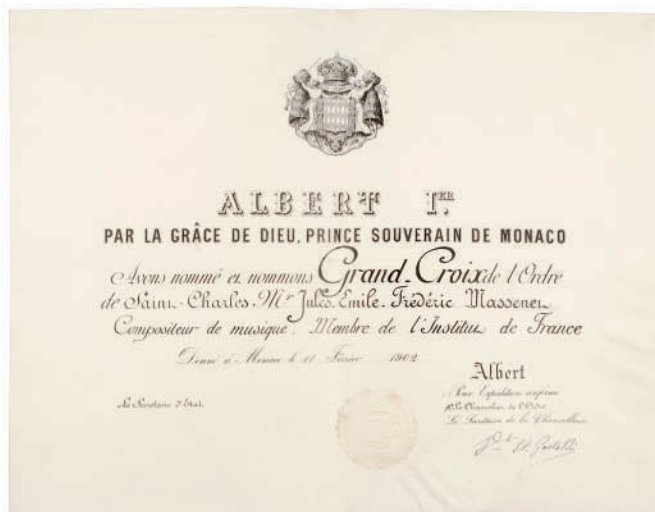 ALBERT I.ER
PAR LA GRÂCE DE DIEU, PRINCE SOUVERAIN DE MONACO
Avons nommé et nommons Grand-Croix de l'Ordre
de Saint-Charles, Mr Jules-Emile-Frédéric Massenet
Compositeur de musique. Membre de l'Institut de France
Donné à Monaco le 11 Février 1902
Albert
Le Secrétaire d'Etat
Pour Expédition conforme
Le Chancelier de l'Ordre
Le Secrétaire de la Chancellerie